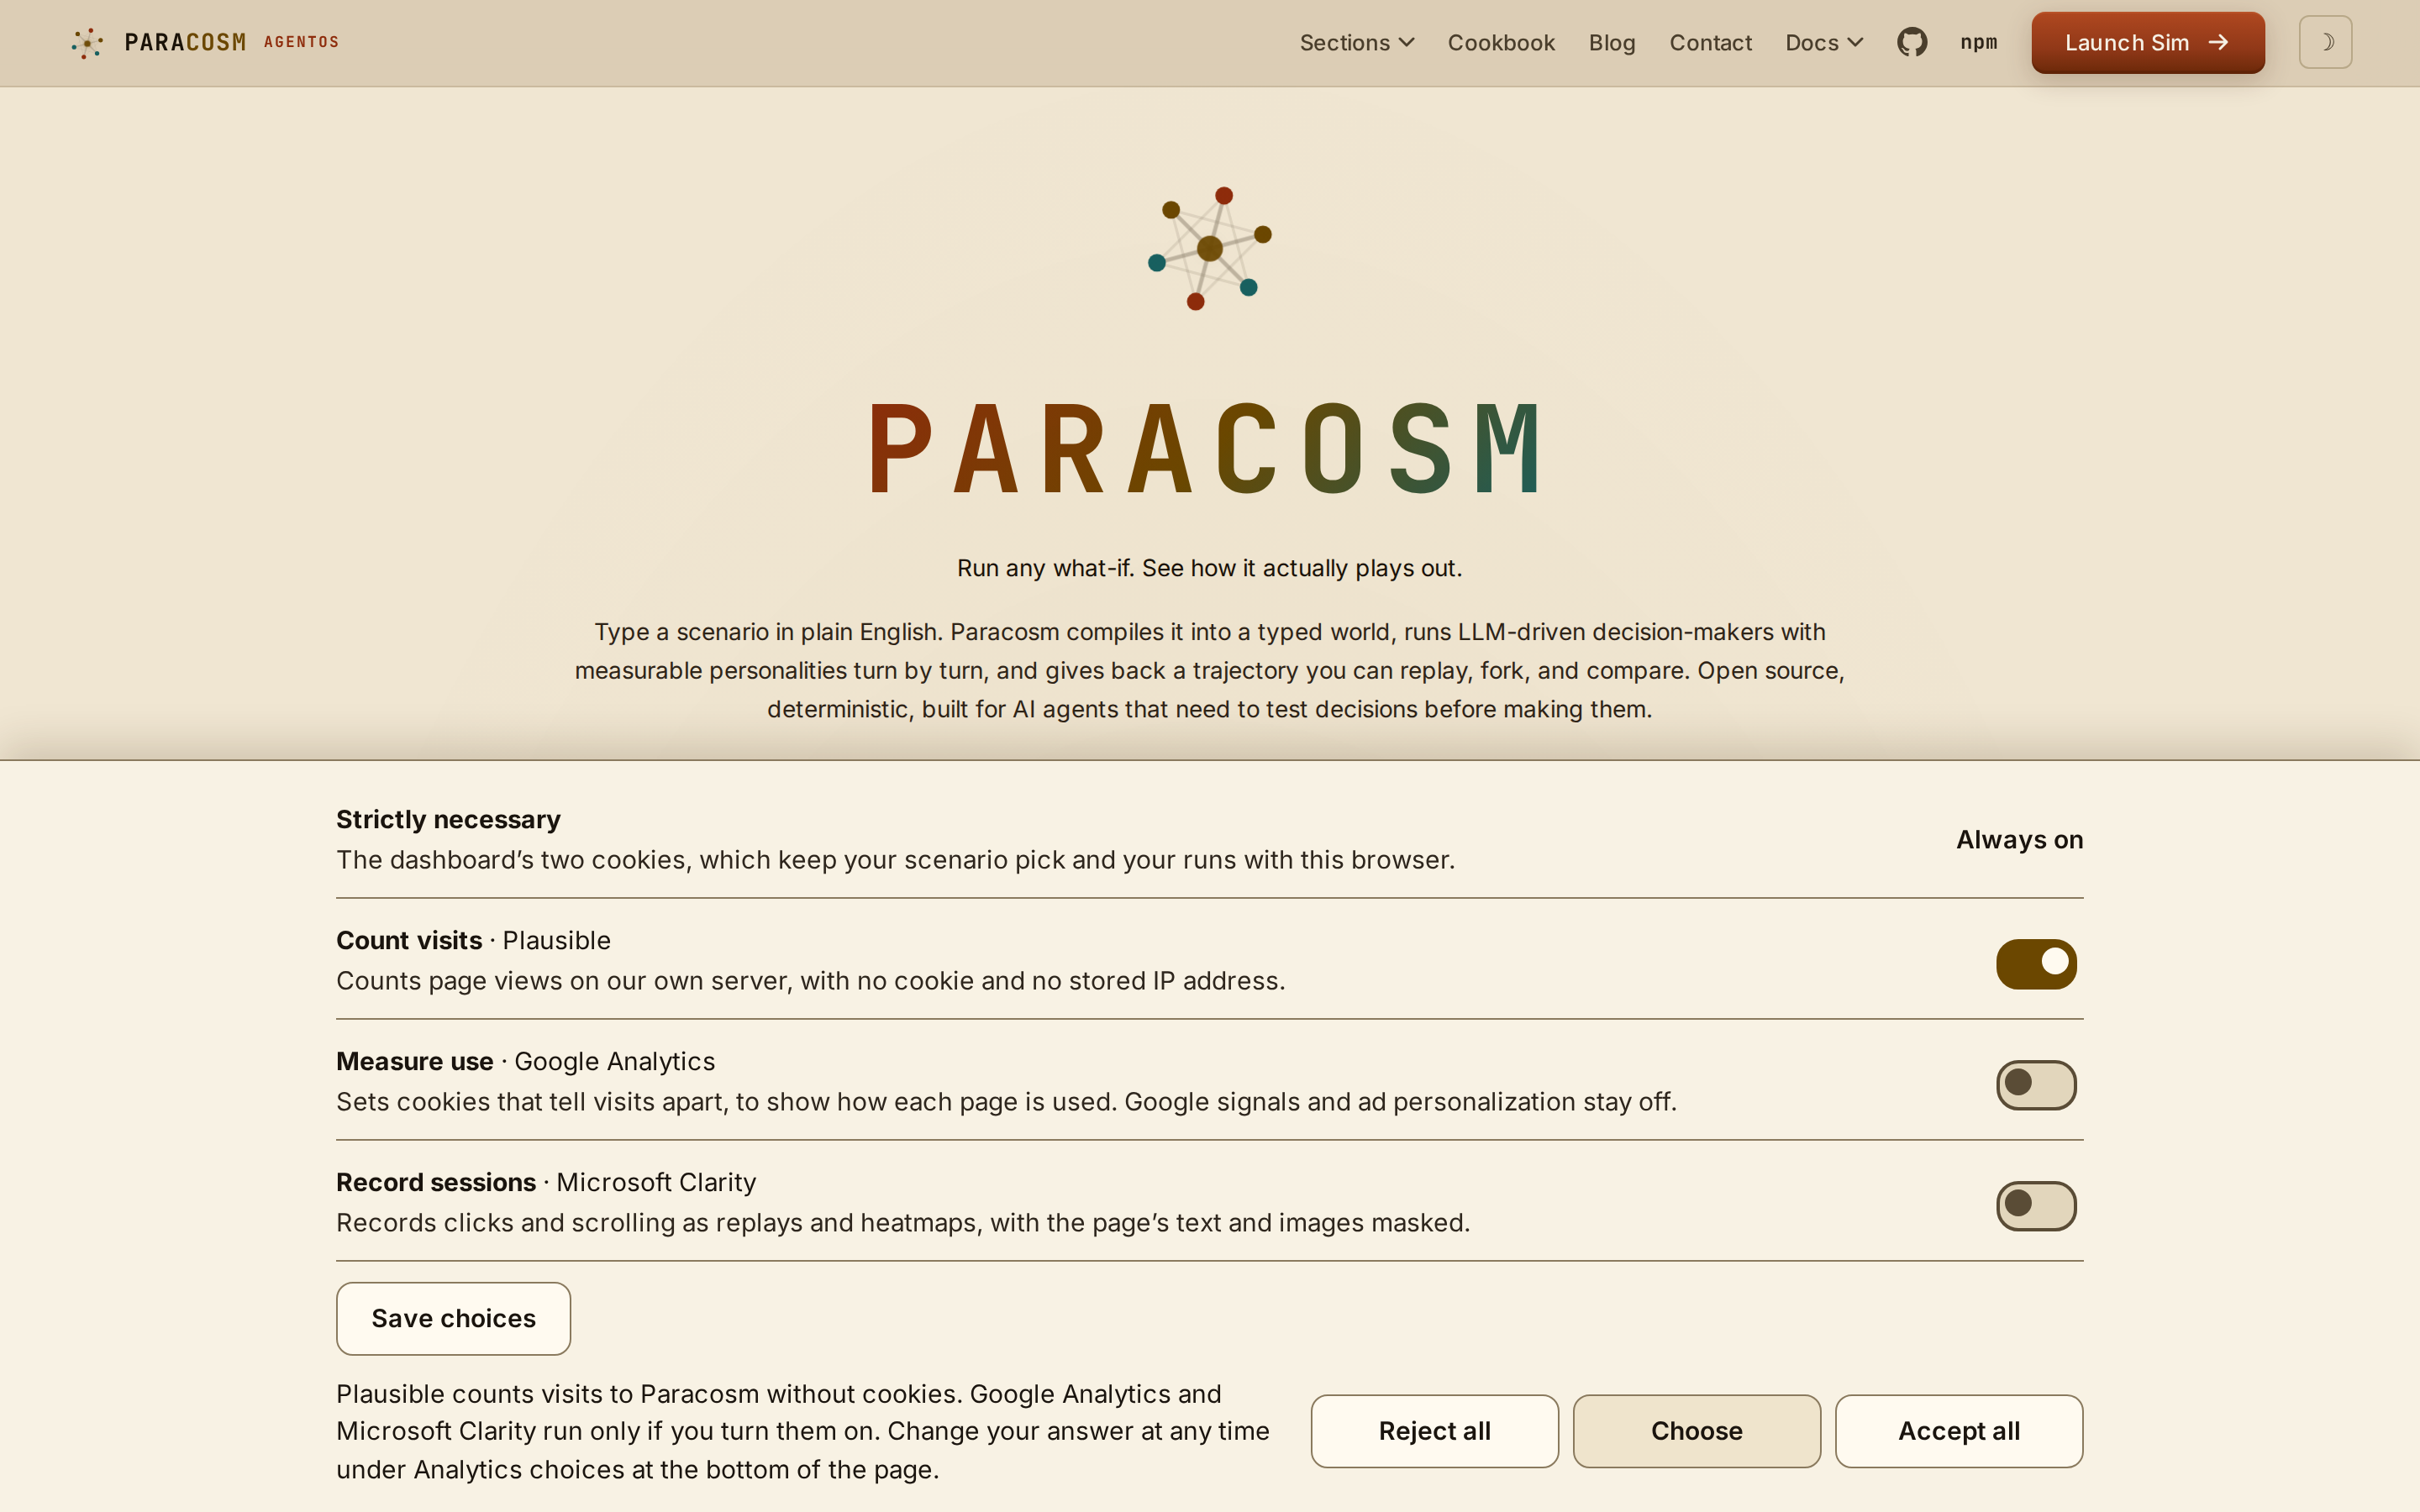 PARACOSM AGENTOS
Sections Cookbook Blog Contact Docs npm Launch Sim
PARACOSM
Run any what-if. See how it actually plays out.
Type a scenario in plain English. Paracosm compiles it into a typed world, runs LLM-driven decision-makers with
measurable personalities turn by turn, and gives back a trajectory you can replay, fork, and compare. Open source,
deterministic, built for AI agents that need to test decisions before making them.
Strictly necessary
The dashboard’s two cookies, which keep your scenario pick and your runs with this browser.
Always on
Count visits · Plausible
Counts page views on our own server, with no cookie and no stored IP address.
Measure use · Google Analytics
Sets cookies that tell visits apart, to show how each page is used. Google signals and ad personalization stay off.
Record sessions · Microsoft Clarity
Records clicks and scrolling as replays and heatmaps, with the page’s text and images masked.
Save choices
Plausible counts visits to Paracosm without cookies. Google Analytics and
Microsoft Clarity run only if you turn them on. Change your answer at any time
under Analytics choices at the bottom of the page.
Reject all Choose Accept all